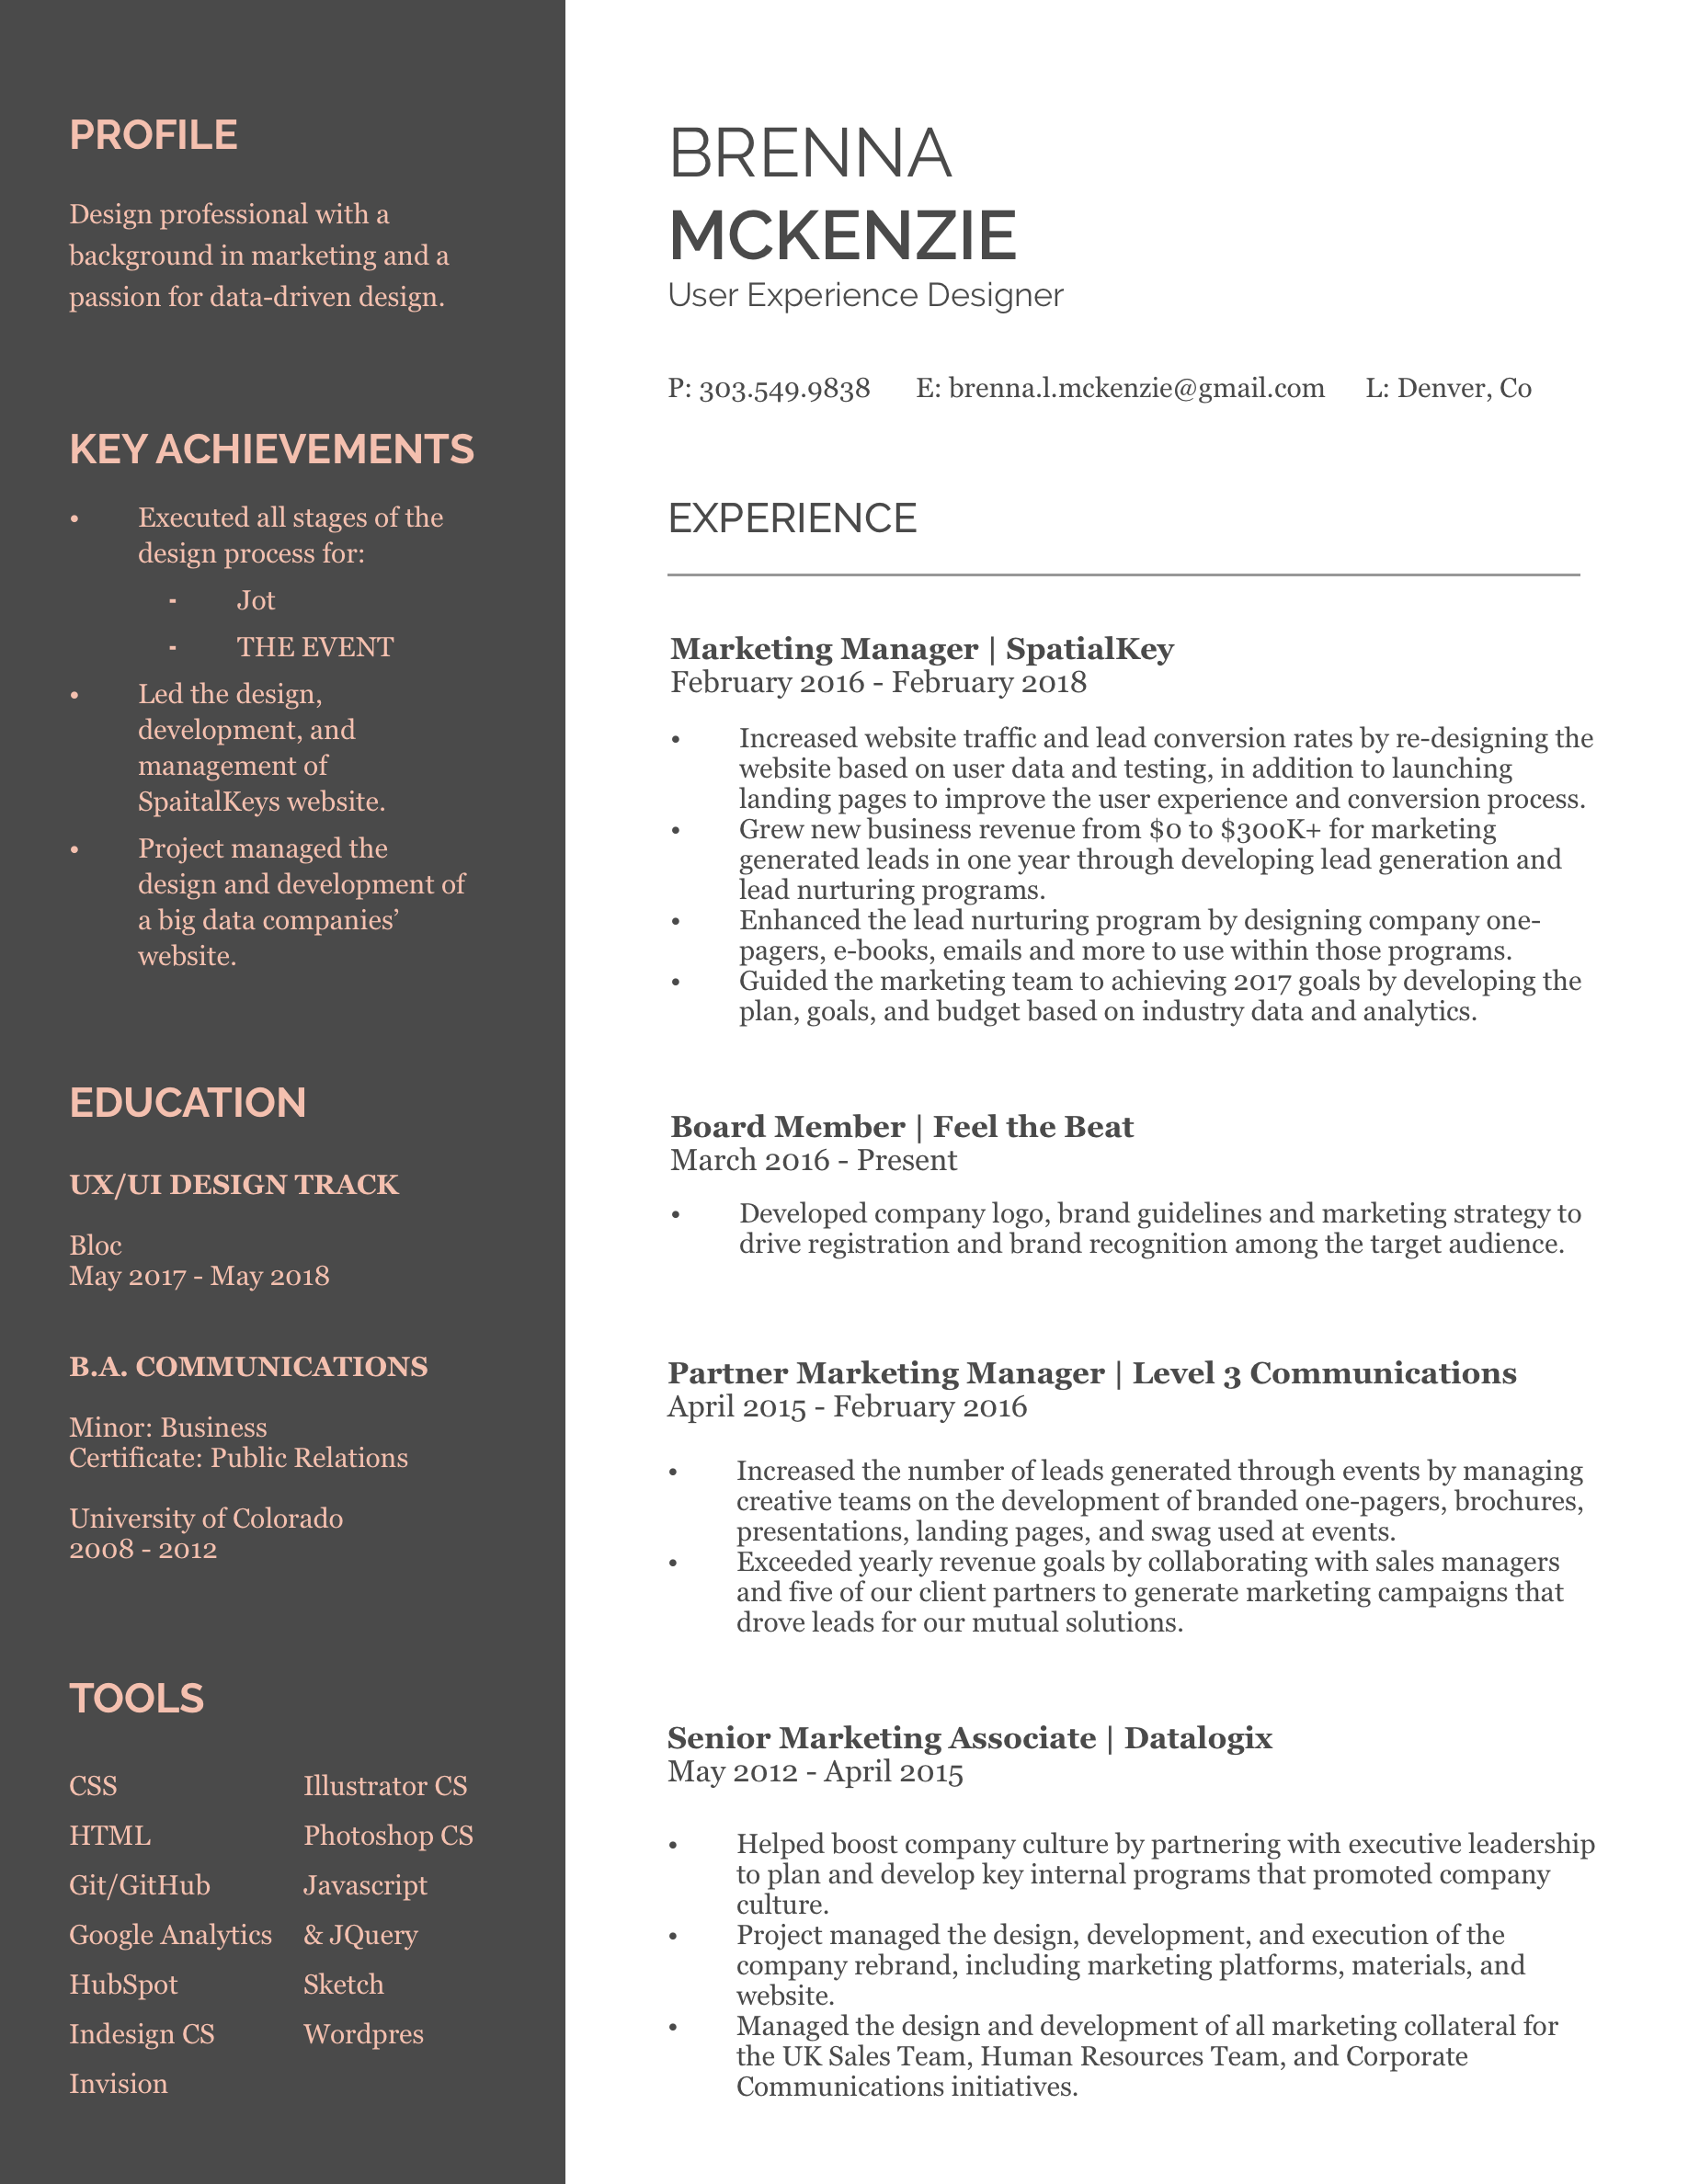 PROFILE
Design professional with a
background in marketing and a
passion for data-driven design.
KEY ACHIEVEMENTS
• Executed all stages of the
design process for:
- Jot
- THE EVENT
• Led the design,
development, and
management of
SpaitalKeys website.
• Project managed the
design and development of
a big data companies’
website.
EDUCATION
UX/UI DESIGN TRACK
Bloc
May 2017 - May 2018
B.A. COMMUNICATIONS
Minor: Business
Certificate: Public Relations
University of Colorado
2008 - 2012
TOOLS
CSS
HTML
Git/GitHub
Google Analytics
HubSpot
Indesign CS
Invision
Illustrator CS
Photoshop CS
Javascript
& JQuery
Sketch
Wordpres
BRENNA
MCKENZIE
User Experience Designer
P: 303.549.9838 E: brenna.l.mckenzie@gmail.com L: Denver, Co
EXPERIENCE
Marketing Manager | SpatialKey
February 2016 - February 2018
• Increased website traffic and lead conversion rates by re-designing the
website based on user data and testing, in addition to launching
landing pages to improve the user experience and conversion process.
• Grew new business revenue from $0 to $300K+ for marketing
generated leads in one year through developing lead generation and
lead nurturing programs.
• Enhanced the lead nurturing program by designing company one-
pagers, e-books, emails and more to use within those programs.
• Guided the marketing team to achieving 2017 goals by developing the
plan, goals, and budget based on industry data and analytics.
Board Member | Feel the Beat
March 2016 - Present
• Developed company logo, brand guidelines and marketing strategy to
drive registration and brand recognition among the target audience.
Partner Marketing Manager | Level 3 Communications
April 2015 - February 2016
• Increased the number of leads generated through events by managing
creative teams on the development of branded one-pagers, brochures,
presentations, landing pages, and swag used at events.
• Exceeded yearly revenue goals by collaborating with sales managers
and five of our client partners to generate marketing campaigns that
drove leads for our mutual solutions.
Senior Marketing Associate | Datalogix
May 2012 - April 2015
• Helped boost company culture by partnering with executive leadership
to plan and develop key internal programs that promoted company
culture.
• Project managed the design, development, and execution of the
company rebrand, including marketing platforms, materials, and
website.
• Managed the design and development of all marketing collateral for
the UK Sales Team, Human Resources Team, and Corporate
Communications initiatives.